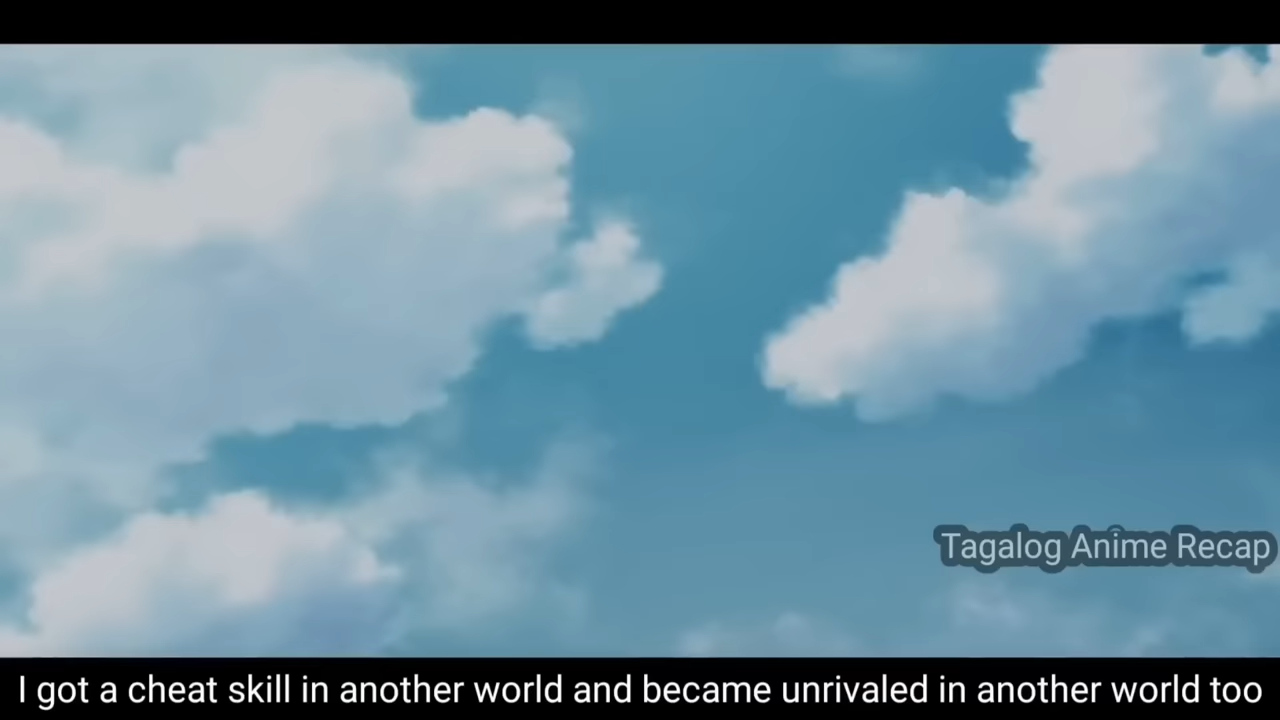 Tagalog Anime Recap
I got a cheat skill in another world and became unrivaled in another world too